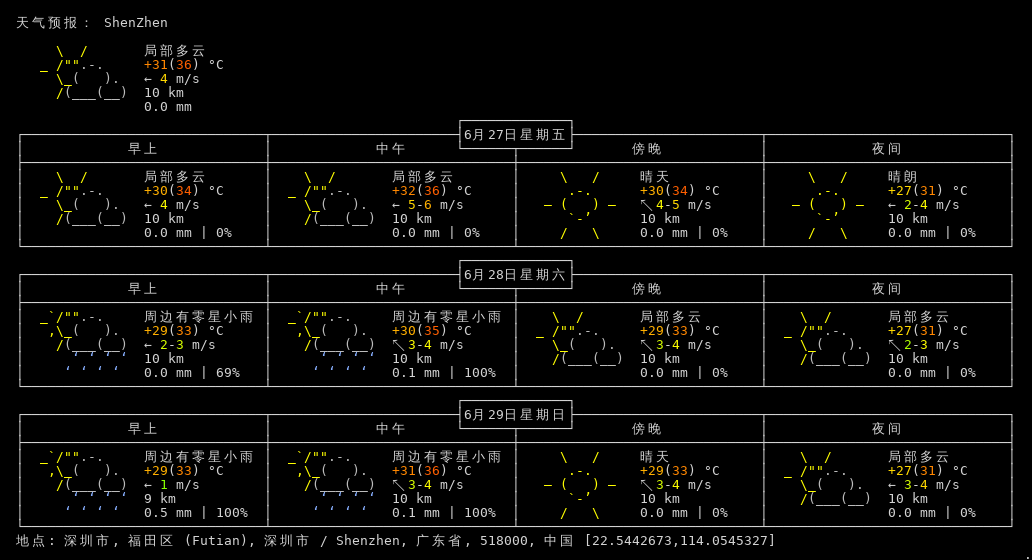 天气预报： ShenZhen
局部多云
+31(36) °C
← 4 m/s
10 km
0.0 mm
6月27日星期五
早上 中午 傍晚 夜间
局部多云 局部多云 晴天 晴朗
+30(34) °C +32(36) °C +30(34) °C +27(31) °C
← 4 m/s ← 5-6 m/s ↖ 4-5 m/s ← 2-4 m/s
10 km 10 km 10 km 10 km
0.0 mm | 0% 0.0 mm | 0% 0.0 mm | 0% 0.0 mm | 0%
6月28日星期六
早上 中午 傍晚 夜间
周边有零星小雨 周边有零星小雨 局部多云 局部多云
+29(33) °C +30(35) °C +29(33) °C +27(31) °C
← 2-3 m/s ↖ 3-4 m/s ↖ 3-4 m/s ↖ 2-3 m/s
10 km 10 km 10 km 10 km
0.0 mm | 69% 0.1 mm | 100% 0.0 mm | 0% 0.0 mm | 0%
6月29日星期日
早上 中午 傍晚 夜间
周边有零星小雨 周边有零星小雨 晴天 局部多云
+29(33) °C +31(36) °C +29(33) °C +27(31) °C
← 1 m/s ↖ 3-4 m/s ↖ 3-4 m/s ← 3-4 m/s
9 km 10 km 10 km 10 km
0.5 mm | 100% 0.1 mm | 100% 0.0 mm | 0% 0.0 mm | 0%
地点: 深圳市, 福田区 (Futian), 深圳市 / Shenzhen, 广东省, 518000, 中国 [22.5442673,114.0545327]